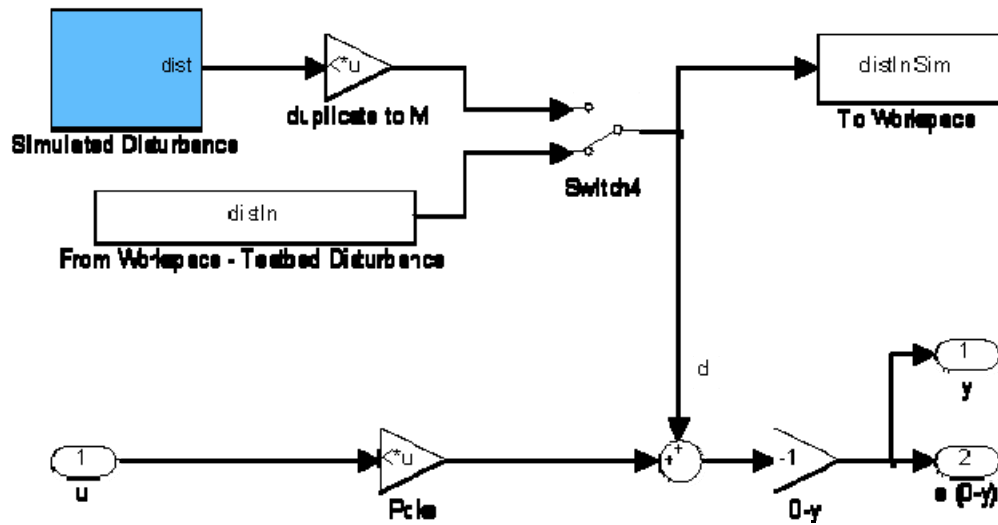 dist
<*u
distInSim
duplicate to M
To Workspace
Simulated Disturbance
Switch4
distIn
From Workspace - Testbed Disturbance
d
1
y
1
<*u
+
+
-1
2
u
Poke
0-y
e (0-y)